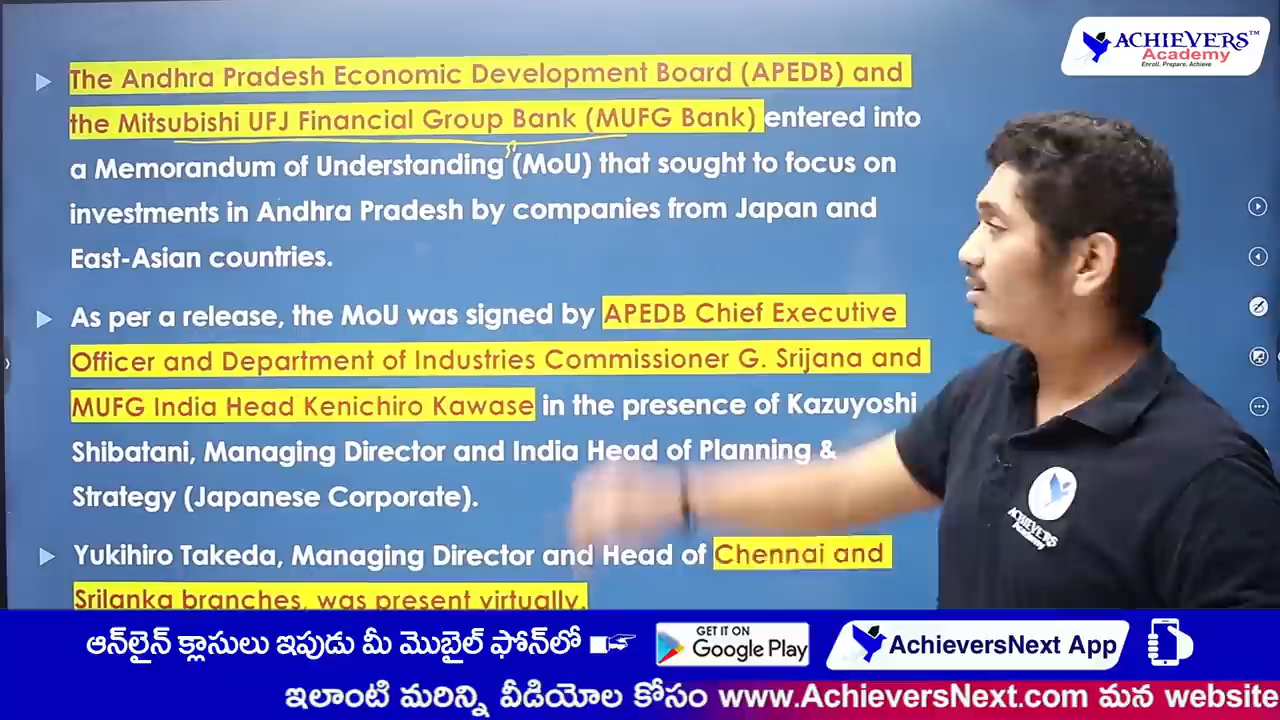 ACHIEVERS™
Academy
Enroll. Prepare. Achieve
The Andhra Pradesh Economic Development Board (APEDB) and
the Mitsubishi UFJ Financial Group Bank (MUFG Bank) entered into
a Memorandum of Understanding (MoU) that sought to focus on
investments in Andhra Pradesh by companies from Japan and
East-Asian countries.
As per a release, the MoU was signed by APEDB Chief Executive
Officer and Department of Industries Commissioner G. Srijana and
MUFG India Head Kenichiro Kawase in the presence of Kazuyoshi
Shibatani, Managing Director and India Head of Planning &
Strategy (Japanese Corporate).
Yukihiro Takeda, Managing Director and Head of Chennai and
Srilanka branches, was present virtually.
ACHIEVERS
Academy
ఆన్‌లైన్ క్లాసులు ఇపుడు మీ మొబైల్ ఫోన్‌లో
GET IT ON
Google Play
AchieversNext App
ఇలాంటి మరిన్ని వీడియోల కోసం www.AchieversNext.com మన website